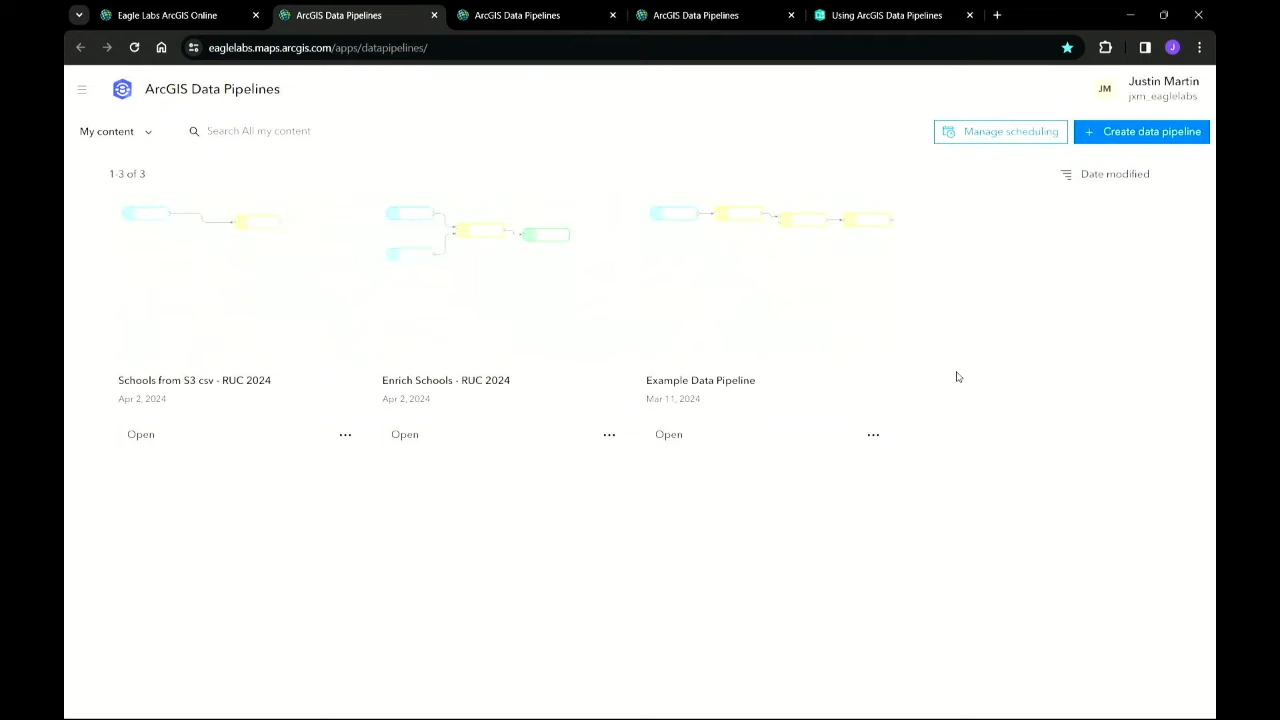 Eagle Labs ArcGIS Online
ArcGIS Data Pipelines
ArcGIS Data Pipelines
ArcGIS Data Pipelines
Using ArcGIS Data Pipelines
eaglelabs.maps.arcgis.com/apps/datapipelines/
J
ArcGIS Data Pipelines
JM
Justin Martin
jxm_eaglelabs
My content
Search All my content
Manage scheduling
+ Create data pipeline
1-3 of 3
Date modified
Schools from S3 csv - RUC 2024
Apr 2, 2024
Open
Enrich Schools - RUC 2024
Apr 2, 2024
Open
Example Data Pipeline
Mar 11, 2024
Open